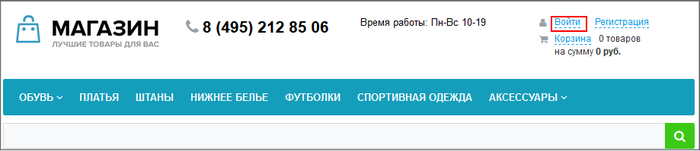 МАГАЗИН
ЛУЧШИЕ ТОВАРЫ ДЛЯ ВАС
8 (495) 212 85 06
Время работы: Пн-Вс 10-19
Войти Регистрация
Корзина 0 товаров
на сумму 0 руб.
ОБУВЬ ПЛАТЬЯ ШТАНЫ НИЖНЕЕ БЕЛЬЕ ФУТБОЛКИ СПОРТИВНАЯ ОДЕЖДА АКСЕССУАРЫ